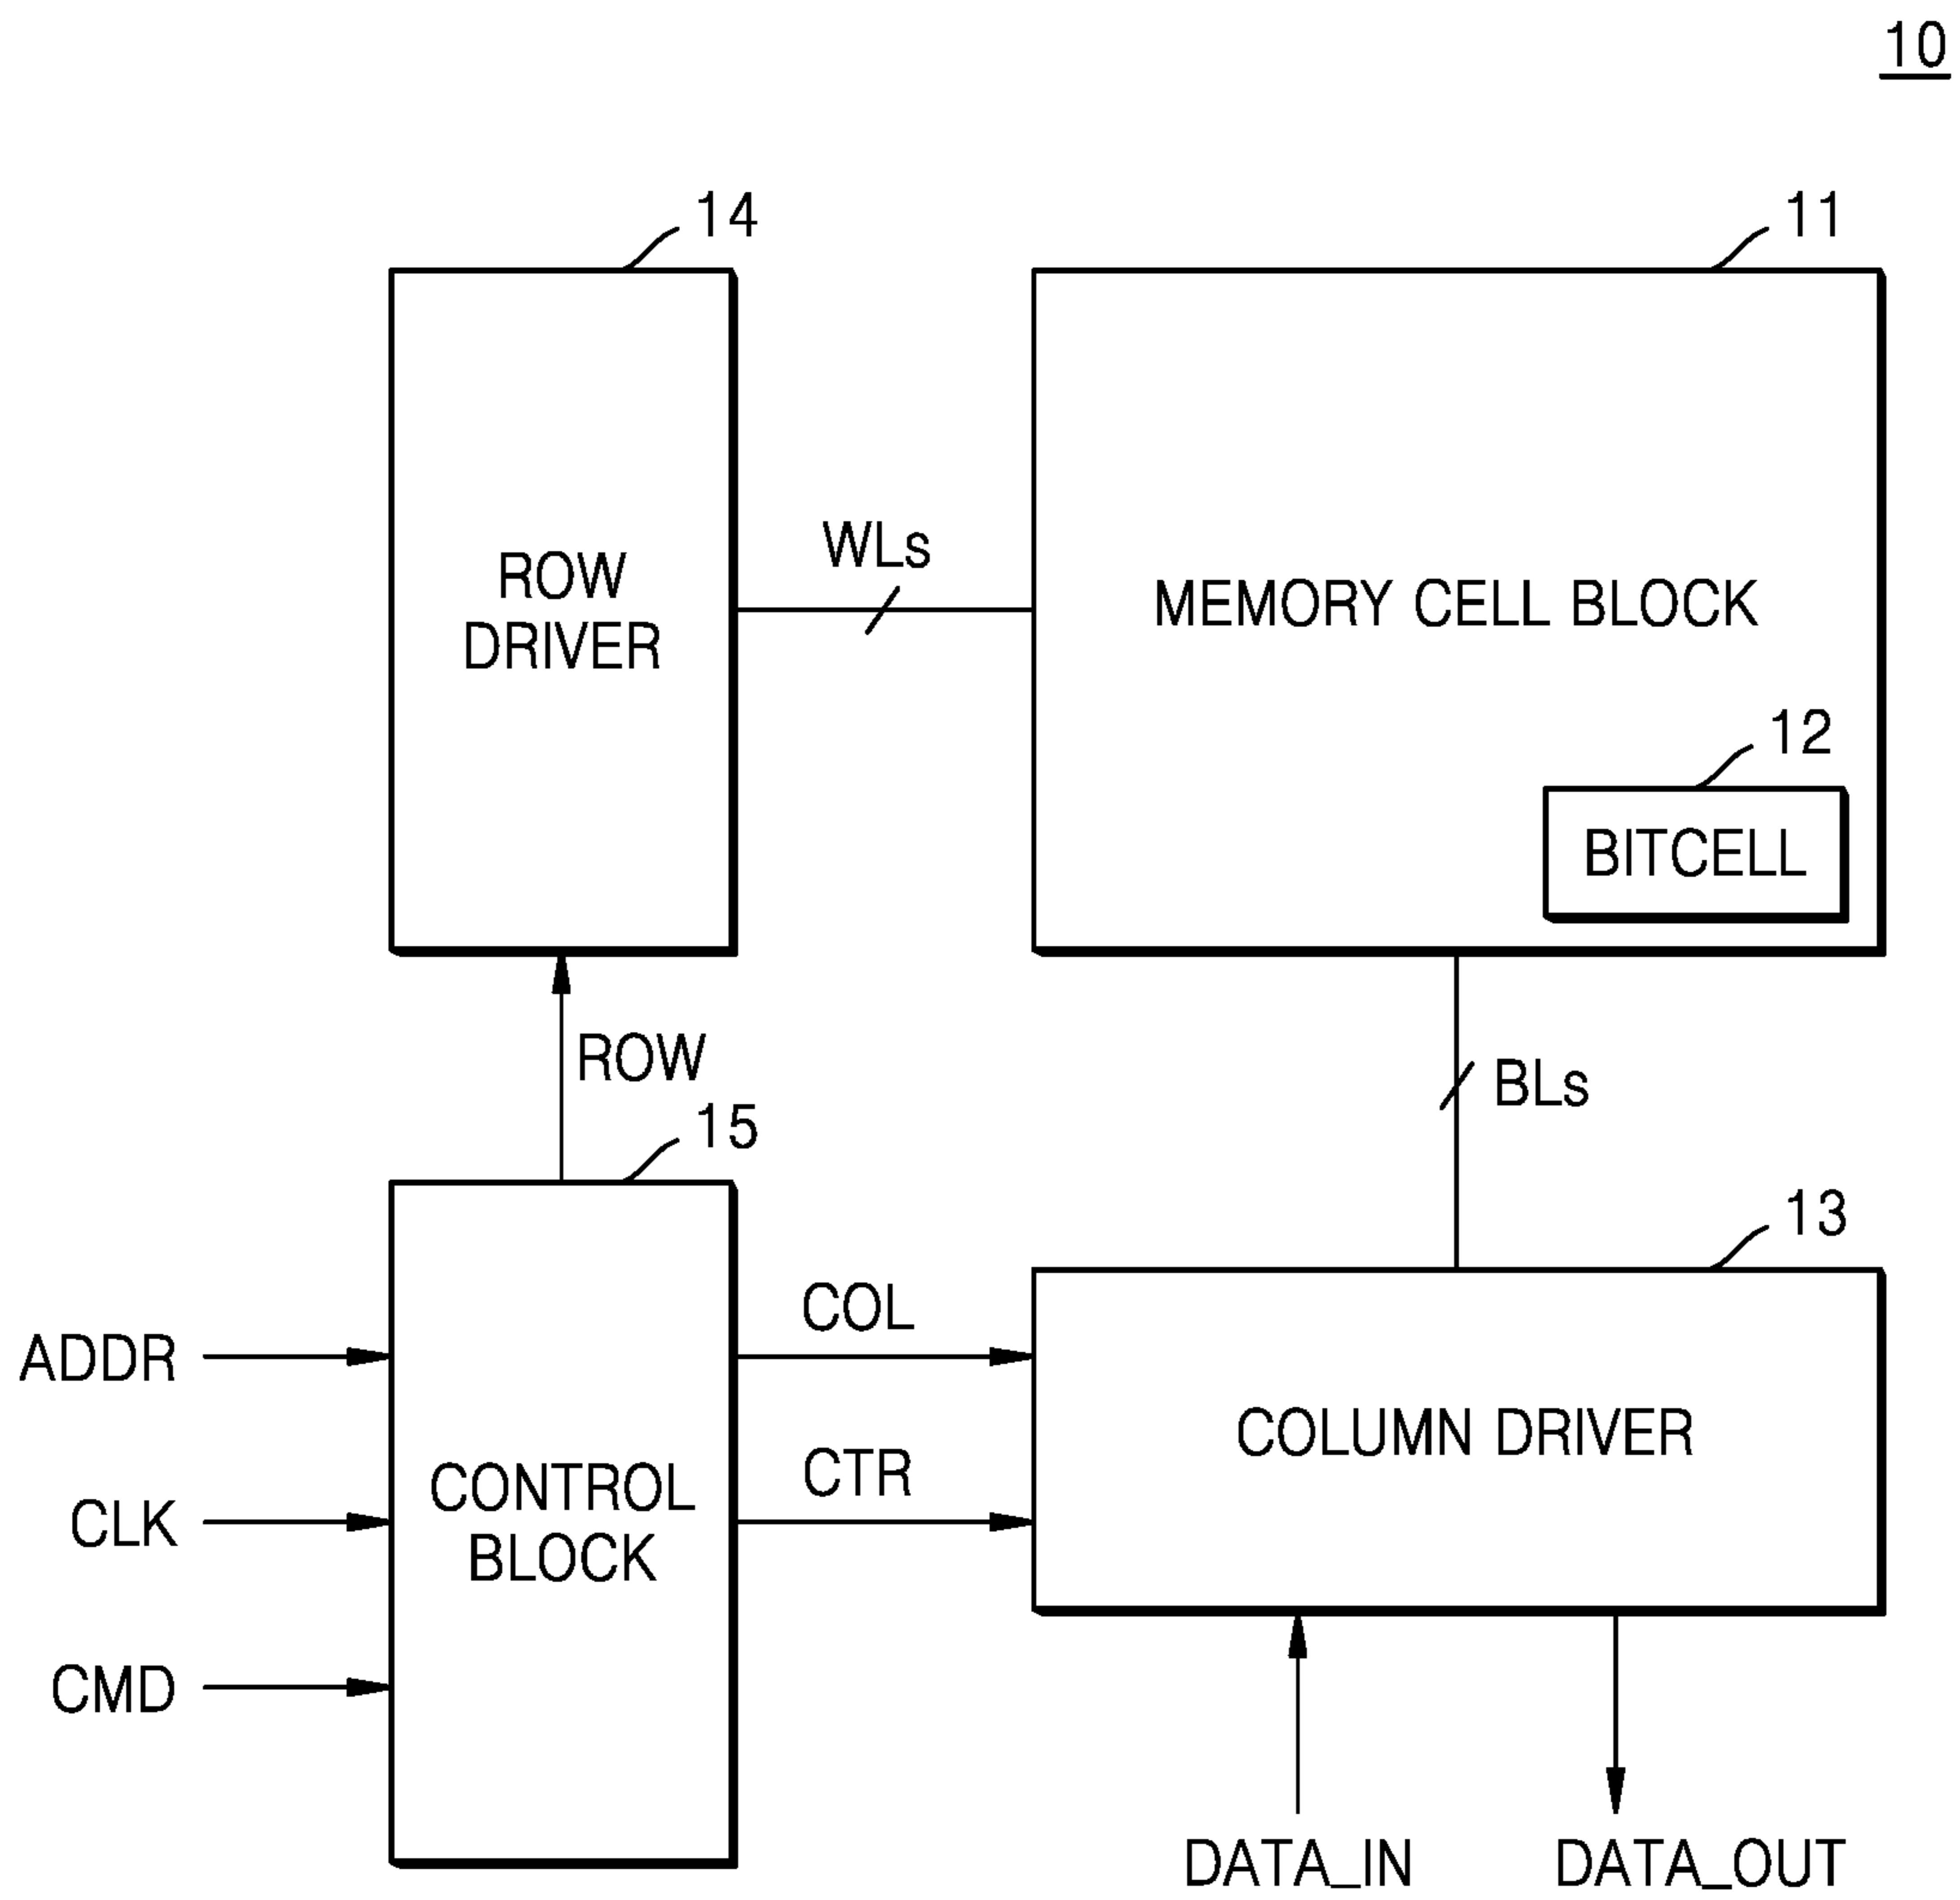 10
14
11
ROW
DRIVER
WLs
MEMORY CELL BLOCK
12
BITCELL
ROW
BLs
15
13
ADDR
COL
COLUMN DRIVER
CLK
CONTROL
BLOCK
CTR
CMD
DATA_IN
DATA_OUT